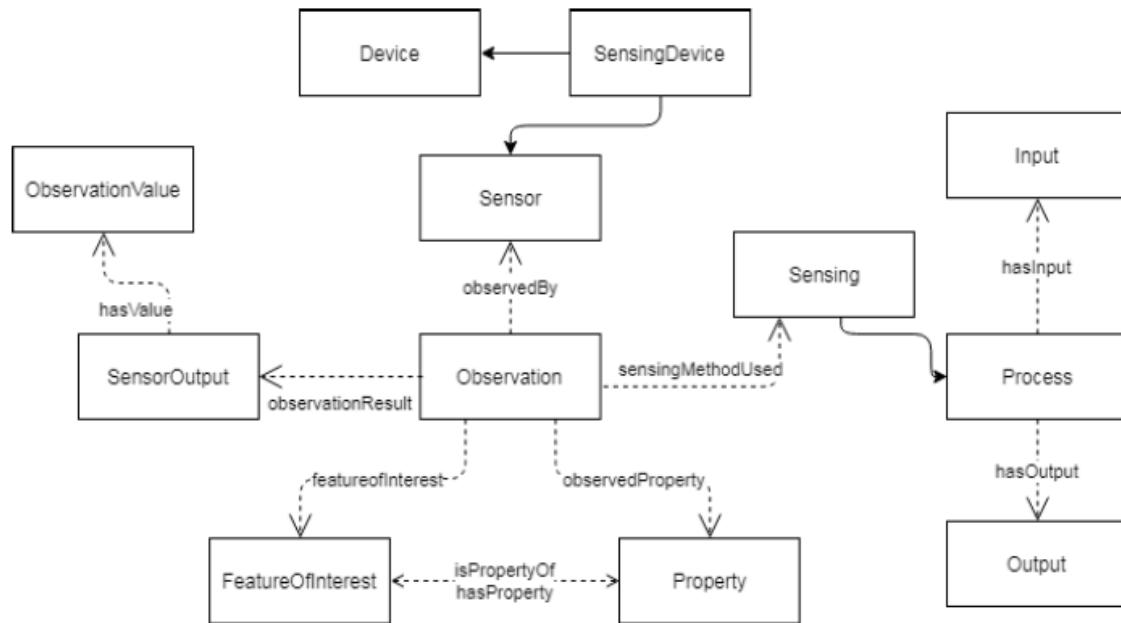 Device
SensingDevice
Input
ObservationValue
Sensor
Sensing
hasInput
observedBy
hasValue
SensorOutput
Observation
sensingMethodUsed
Process
observationResult
featureofInterest
observedProperty
hasOutput
FeatureOfInterest
isPropertyOf
hasProperty
Property
Output